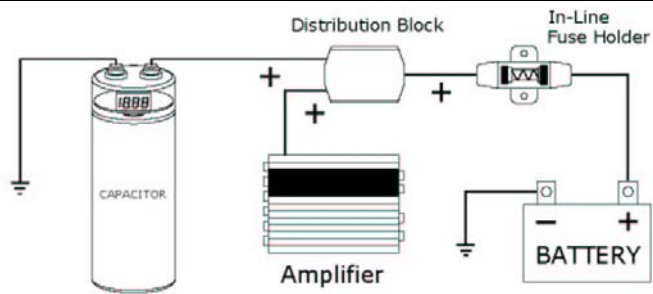 Distribution Block
In-Line
Fuse Holder
+
+
+
1888
CAPACITOR
Amplifier
− +
BATTERY